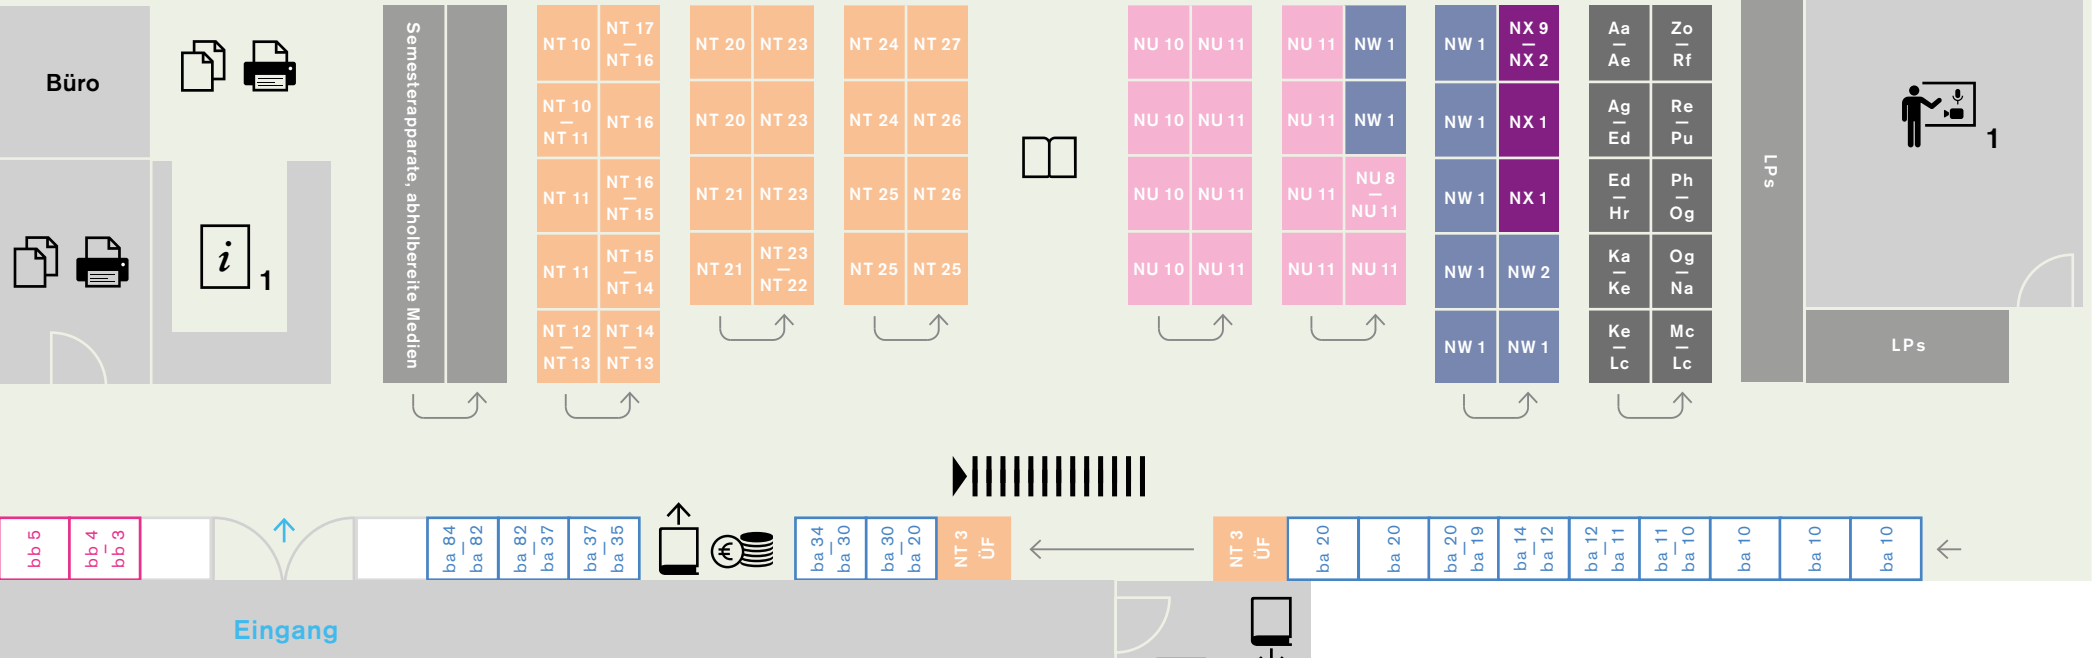 Büro
1
Semesterapparate, abholbereite Medien
NT 10
NT 17
—
NT 16
NT 10
—
NT 11
NT 16
NT 11
NT 16
—
NT 15
NT 11
NT 15
—
NT 14
NT 12
—
NT 13
NT 14
—
NT 13
NT 20 NT 23
NT 20 NT 23
NT 21 NT 23
NT 21
NT 23
—
NT 22
NT 24 NT 27
NT 24 NT 26
NT 25 NT 26
NT 25 NT 25
NU 10 NU 11
NU 10 NU 11
NU 10 NU 11
NU 10 NU 11
NU 11 NW 1
NU 11 NW 1
NU 11
NU 8
—
NU 11
NU 11 NU 11
NW 1
NX 9
—
NX 2
NW 1 NX 1
NW 1 NX 1
NW 1 NW 2
NW 1 NW 1
Aa
—
Ae
Zo
—
Rf
Ag
—
Ed
Re
—
Pu
Ed
—
Hr
Ph
—
Og
Ka
—
Ke
Og
—
Na
Ke
—
Lc
Mc
—
Lc
LPs
LPs
1
bb 5
bb 4
—
bb 3
ba 84
—
ba 82
ba 82
—
ba 37
ba 37
—
ba 35
€
ba 34
—
ba 30
ba 30
—
ba 20
NT 3
ÜF
NT 3
ÜF
ba 20
ba 20
ba 20
—
ba 19
ba 14
—
ba 12
ba 12
—
ba 11
ba 11
—
ba 10
ba 10
ba 10
ba 10
Eingang
i